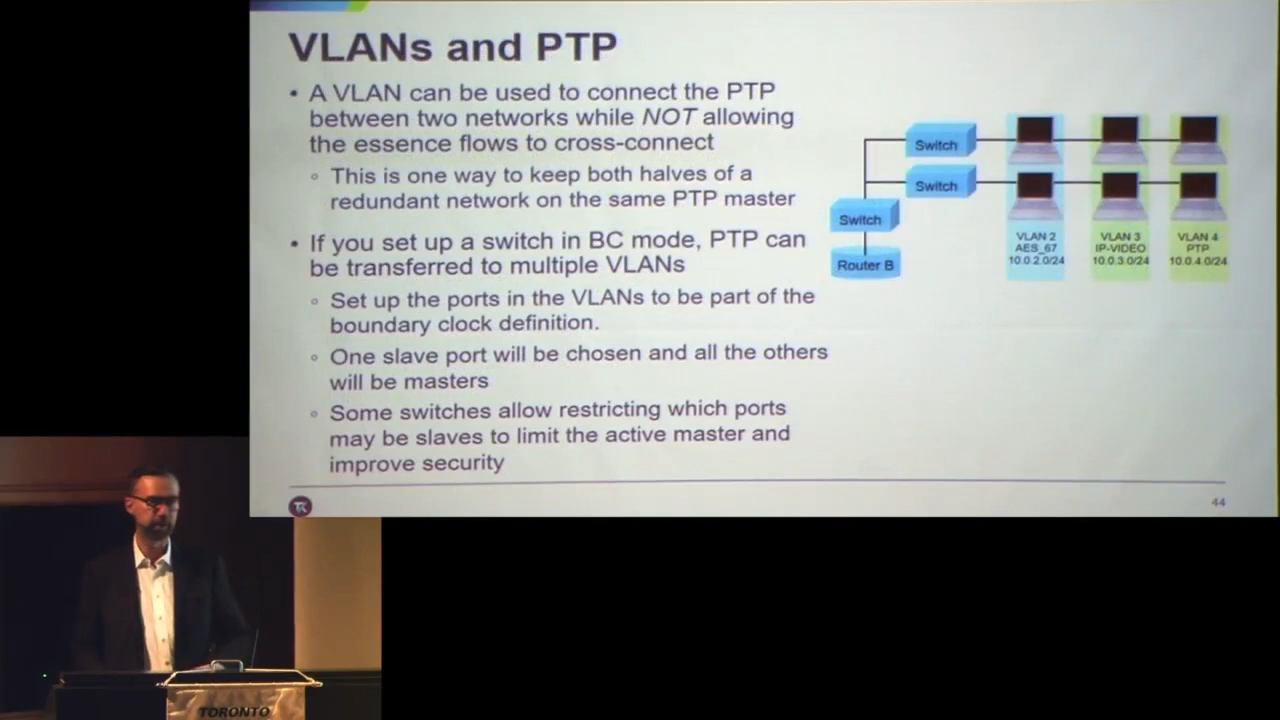 VLANs and PTP
• A VLAN can be used to connect the PTP
between two networks while NOT allowing
the essence flows to cross-connect
◦ This is one way to keep both halves of a
redundant network on the same PTP master
• If you set up a switch in BC mode, PTP can
be transferred to multiple VLANs
◦ Set up the ports in the VLANs to be part of the
boundary clock definition.
◦ One slave port will be chosen and all the others
will be masters
◦ Some switches allow restricting which ports
may be slaves to limit the active master and
improve security
Switch
Switch
Switch
Router B
VLAN 2
AES_67
10.0.2.0/24
VLAN 3
IP-VIDEO
10.0.3.0/24
VLAN 4
PTP
10.0.4.0/24
44
TORONTO